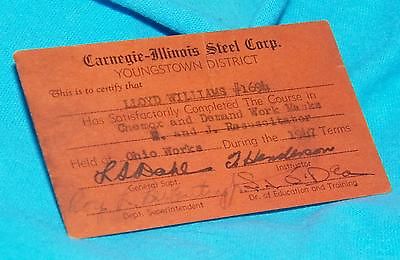 Carnegie-Illinois Steel Corp.
YOUNGSTOWN DISTRICT
This is to certify that
LLOYD WILLIAMS #1694
Has Satisfactorily Completed The Course in
Chemox and Demand Work Masks
E. and J. Resuscitator
Held at Ohio Works During the 1947 Terms
General Supt.
Instructor
Dept. Superintendent
Dr. of Education and Training